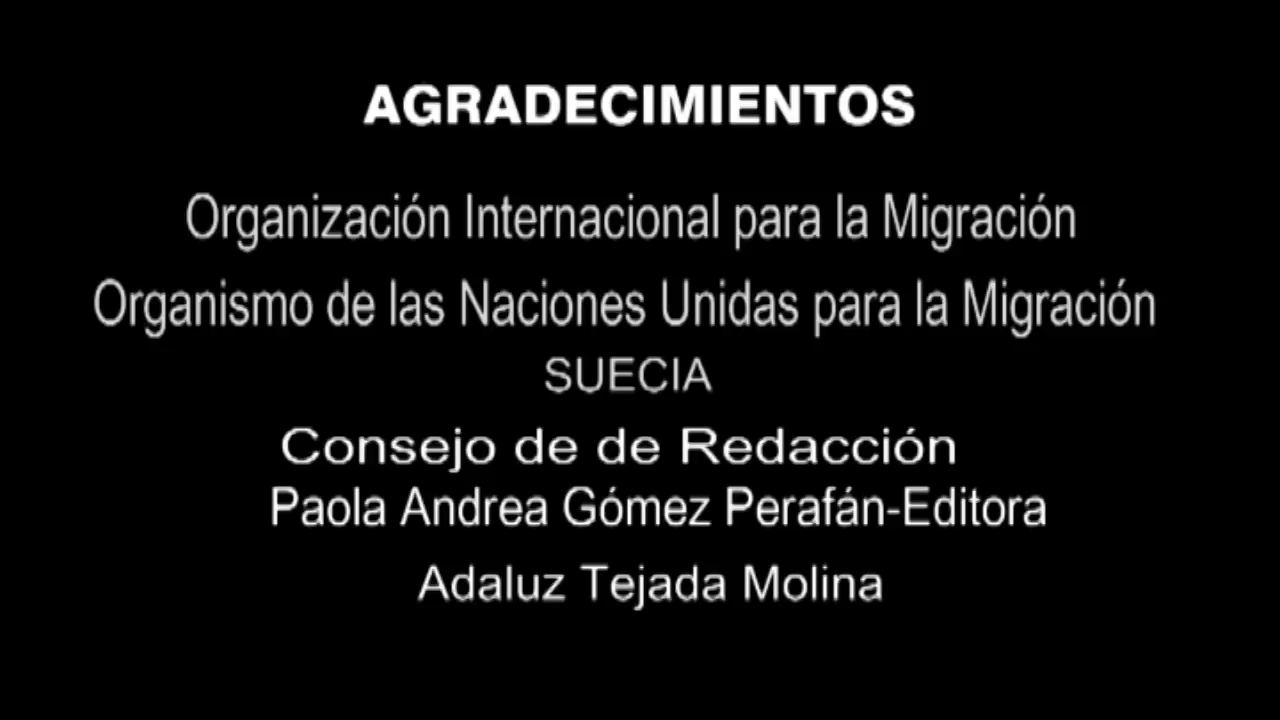 AGRADECIMIENTOS
Organización Internacional para la Migración
Organismo de las Naciones Unidas para la Migración
SUECIA
Consejo de de Redacción
Paola Andrea Gómez Perafán-Editora
Adaluz Tejada Molina